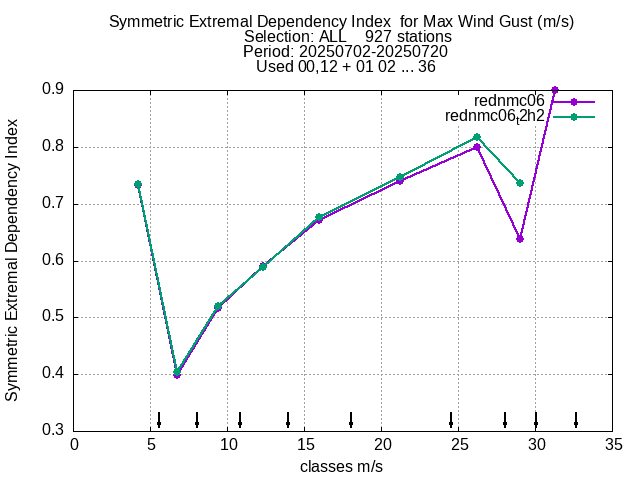 Symmetric Extremal Dependency Index  for Max Wind Gust (m/s)
Selection: ALL    927 stations
Period: 20250702-20250720
Used 00,12 + 01 02 ... 36
rednmc06
rednmc06t2h2
Symmetric Extremal Dependency Index
0.9
0.8
0.7
0.6
0.5
0.4
0.3
0 5 10 15 20 25 30 35
classes m/s